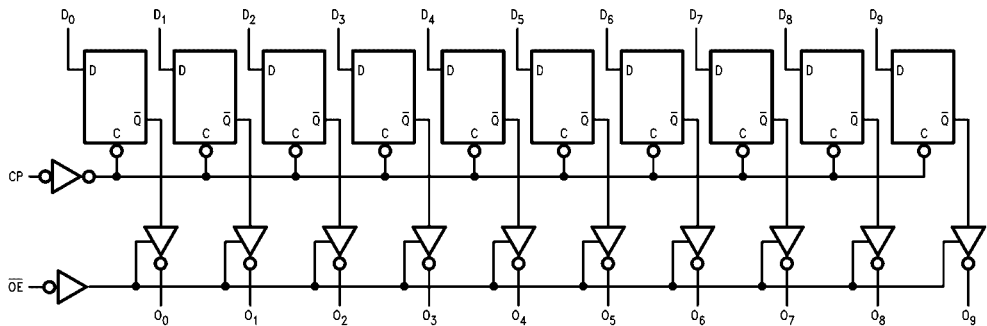 D₀ D₁ D₂ D₃ D₄ D₅ D₆ D₇ D₈ D₉
D D D D D D D D D D
Q̅ Q̅ Q̅ Q̅ Q̅ Q̅ Q̅ Q̅ Q̅ Q̅
C C C C C C C C C C
CP
O̅E̅
O₀ O₁ O₂ O₃ O₄ O₅ O₆ O₇ O₈ O₉